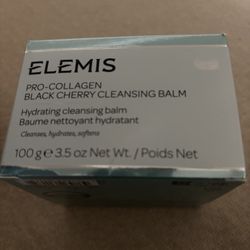 ELEMIS
PRO-COLLAGEN
BLACK CHERRY CLEANSING BALM
Hydrating cleansing balm
Baume nettoyant hydratant
Cleanses, hydrates, softens
100 g ℮ 3.5 oz Net Wt. / Poids Net